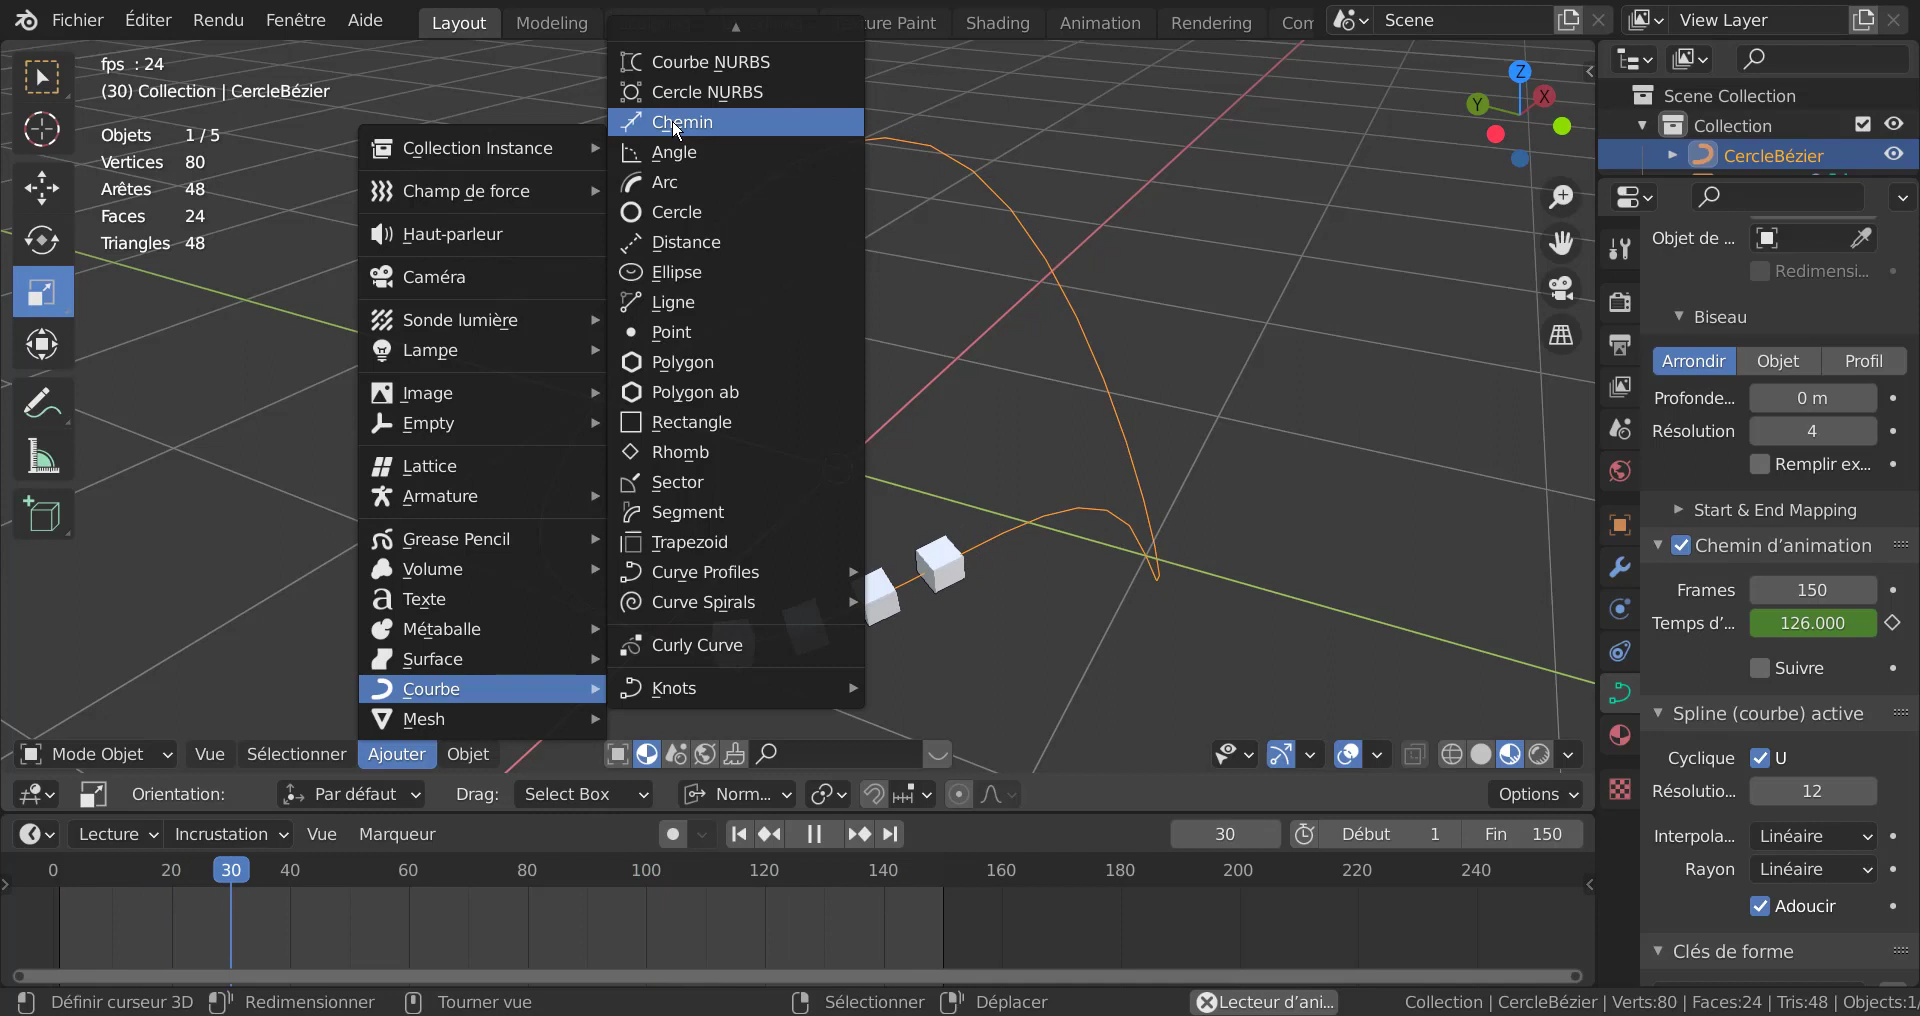 Fichier Éditer Rendu Fenêtre Aide Layout Modeling ure Paint Shading Animation Rendering Con Scene View Layer
fps : 24
(30) Collection | CercleBézier
Objets 1 / 5
Vertices 80
Arêtes 48
Faces 24
Triangles 48
Collection Instance
Champ de force
Haut-parleur
Caméra
Sonde lumière
Lampe
Image
Empty
Lattice
Armature
Grease Pencil
Volume
Texte
Métaballe
Surface
Courbe
Mesh
Courbe NURBS
Cercle NURBS
Chemin
Angle
Arc
Cercle
Distance
Ellipse
Ligne
Point
Polygon
Polygon ab
Rectangle
Rhomb
Sector
Segment
Trapezoid
Curve Profiles
Curve Spirals
Curly Curve
Knots
Z
Y
X
Scene Collection
Collection
CercleBézier
Objet de ...
Redimensi...
Biseau
Arrondir Objet Profil
Profonde... 0 m
Résolution 4
Remplir ex...
Start & End Mapping
Chemin d’animation
Frames 150
Temps d’... 126.000
Suivre
Spline (courbe) active
Cyclique U
Résolutio... 12
Interpola... Linéaire
Rayon Linéaire
Adoucir
Clés de forme
Mode Objet Vue Sélectionner Ajouter Objet
Orientation: Par défaut Drag: Select Box Norm... Options
Lecture Incrustation Vue Marqueur 30 Début 1 Fin 150
0 20 30 40 60 80 100 120 140 160 180 200 220 240
Définir curseur 3D Redimensionner Tourner vue Sélectionner Déplacer Lecteur d’ani... Collection | CercleBézier | Verts:80 | Faces:24 | Tris:48 | Objects:1/